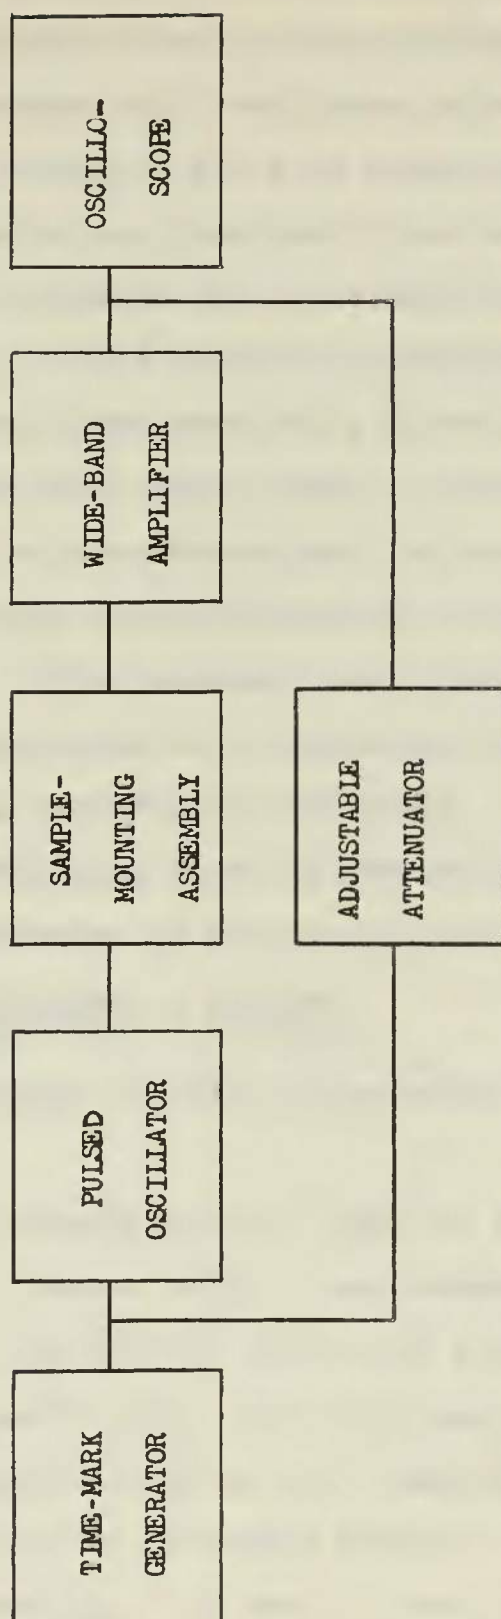 TIME-MARK
GENERATOR
PULSED
OSCILLATOR
SAMPLE-
MOUNTING
ASSEMBLY
WIDE-BAND
AMPLIFIER
OSCILLO-
SCOPE
ADJUSTABLE
ATTENUATOR